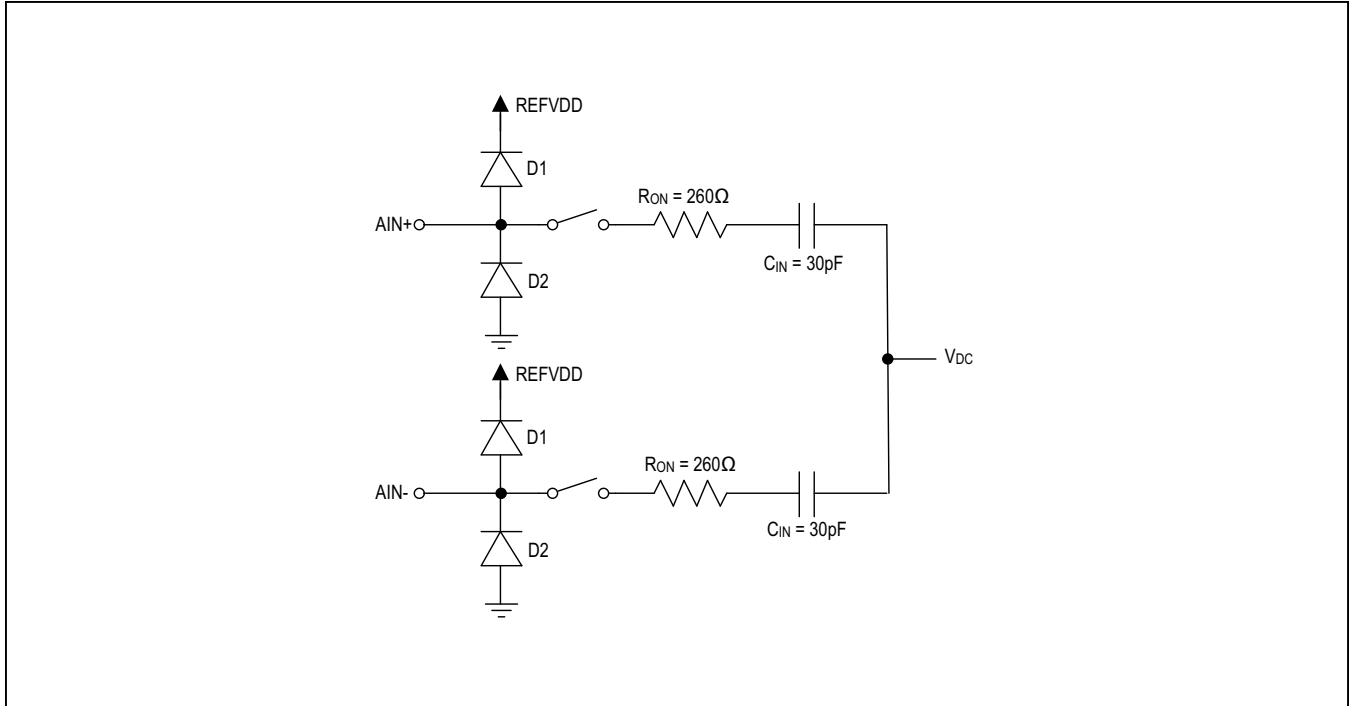 REFVDD
D1
RON = 260Ω
AIN+
CIN = 30pF
D2
REFVDD
VDC
D1
RON = 260Ω
AIN-
CIN = 30pF
D2